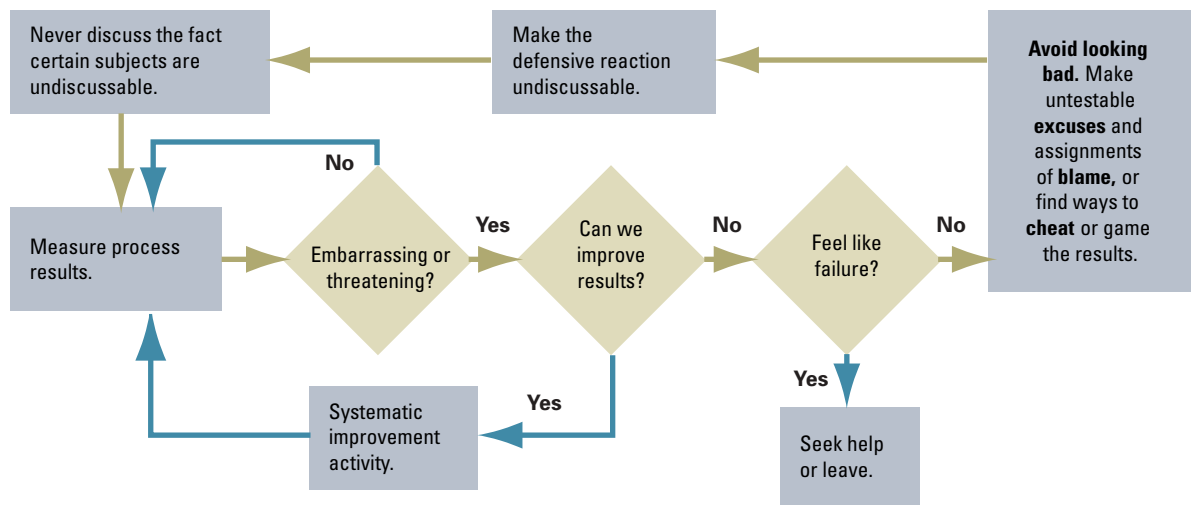 Never discuss the fact
certain subjects are
undiscussable.
Make the
defensive reaction
undiscussable.
Avoid looking
bad. Make
untestable
excuses and
assignments
of blame, or
find ways to
cheat or game
the results.
No
Measure process
results.
Embarrassing or
threatening?
Yes
Can we
improve
results?
No
Feel like
failure?
No
Yes
Systematic
improvement
activity.
Yes
Seek help
or leave.